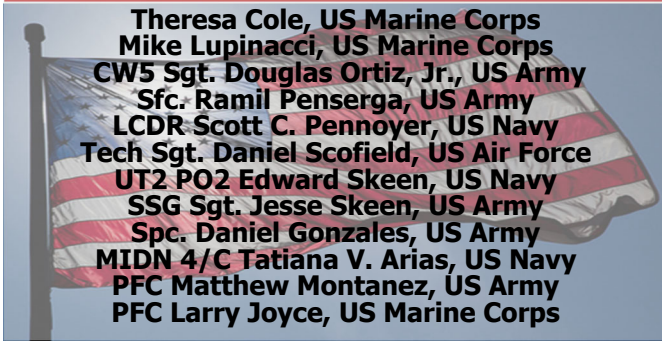 Theresa Cole, US Marine Corps
Mike Lupinacci, US Marine Corps
CW5 Sgt. Douglas Ortiz, Jr., US Army
Sfc. Ramil Penserga, US Army
LCDR Scott C. Pennoyer, US Navy
Tech Sgt. Daniel Scofield, US Air Force
UT2 PO2 Edward Skeen, US Navy
SSG Sgt. Jesse Skeen, US Army
Spc. Daniel Gonzales, US Army
MIDN 4/C Tatiana V. Arias, US Navy
PFC Matthew Montanez, US Army
PFC Larry Joyce, US Marine Corps